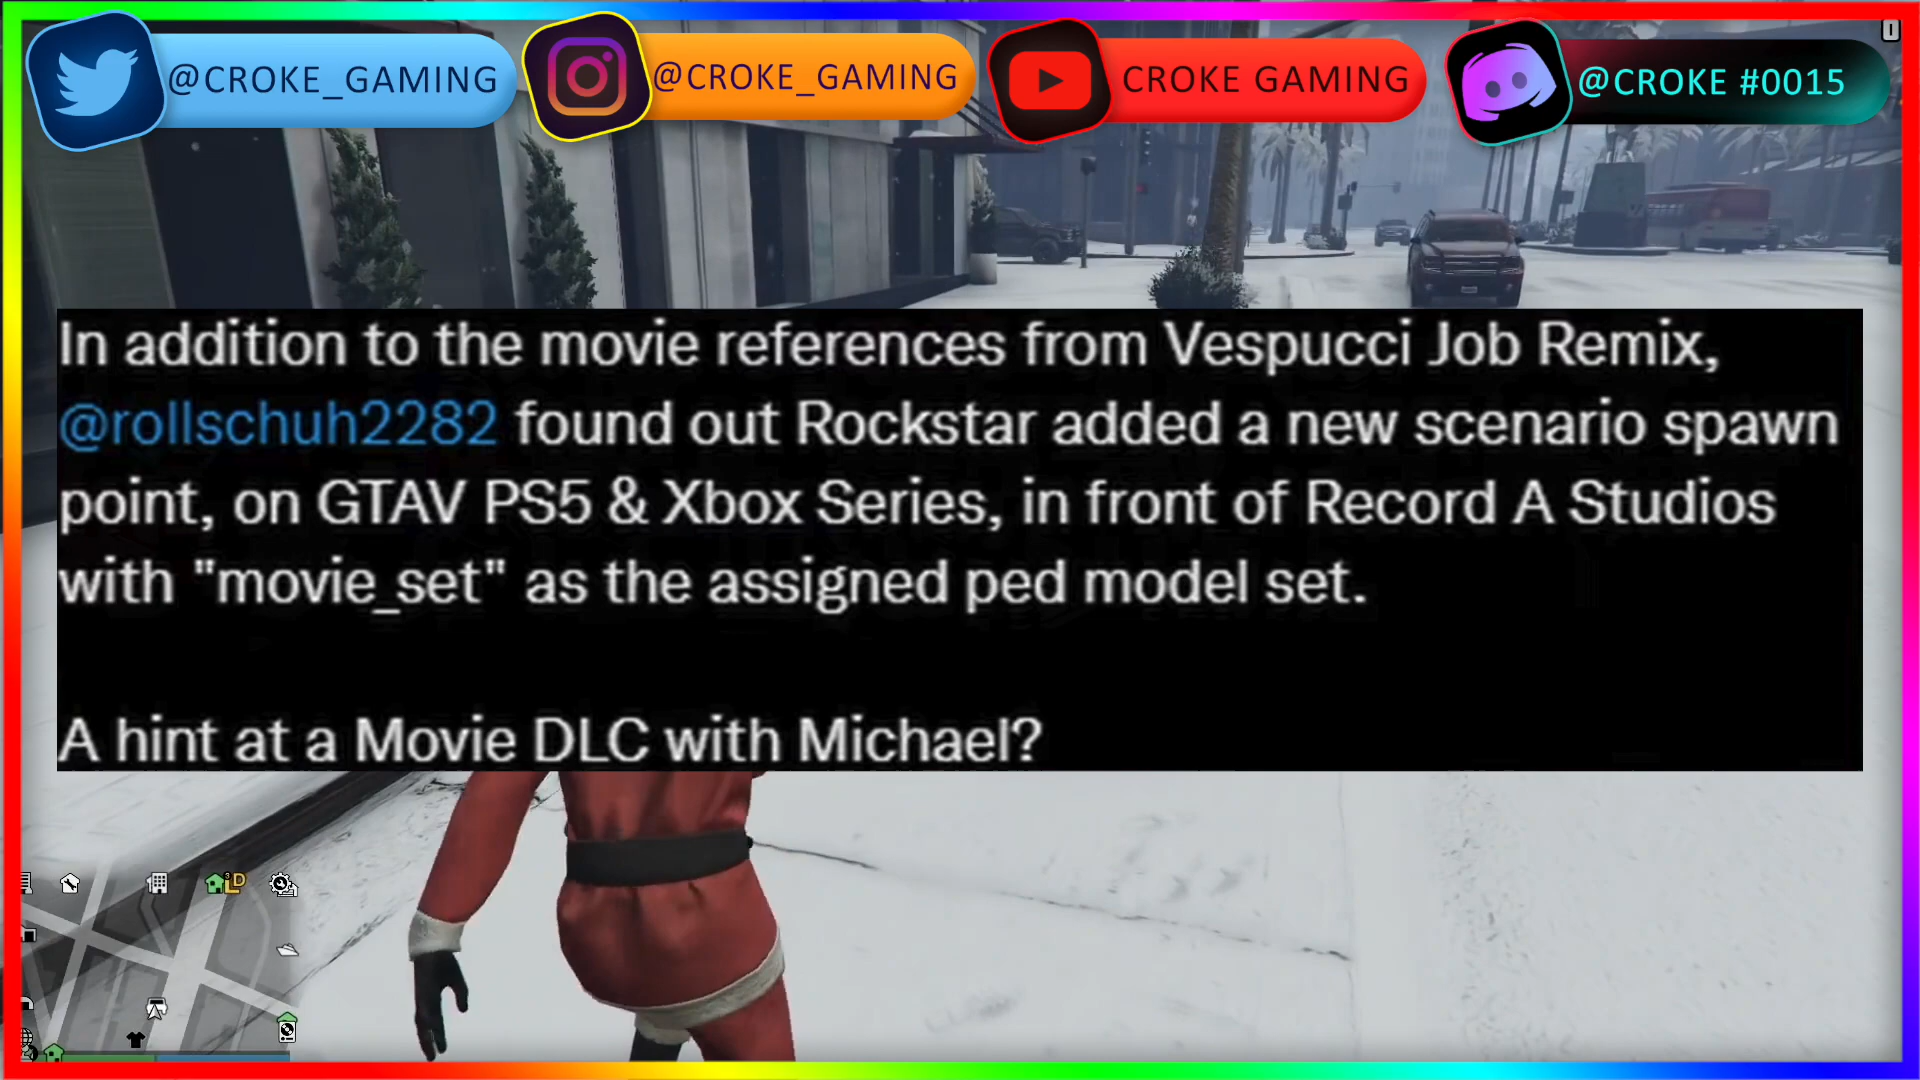 @CROKE_GAMING
@CROKE_GAMING
CROKE GAMING
@CROKE #0015
In addition to the movie references from Vespucci Job Remix,
@rollschuh2282 found out Rockstar added a new scenario spawn
point, on GTAV PS5 & Xbox Series, in front of Record A Studios
with "movie_set" as the assigned ped model set.
A hint at a Movie DLC with Michael?